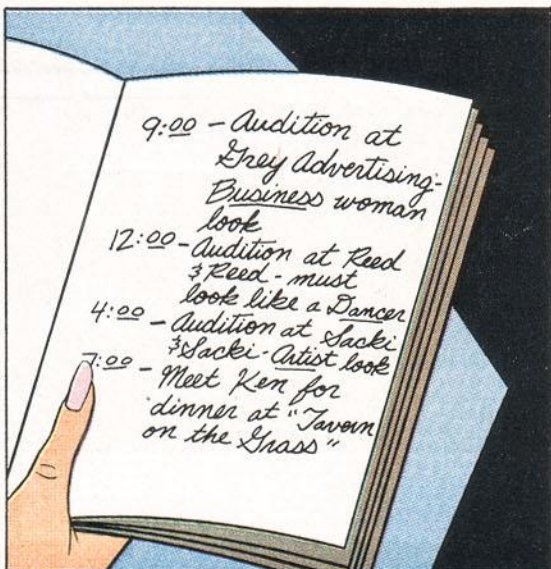 9:00 - Audition at
Grey Advertising-
Business woman
look
12:00 - Audition at Reed
& Reed - must
look like a Dancer
4:00 - Audition at Sacki
& Sacki - Artist look
7:00 - Meet Ken for
dinner at "Tavern
on the Grass"